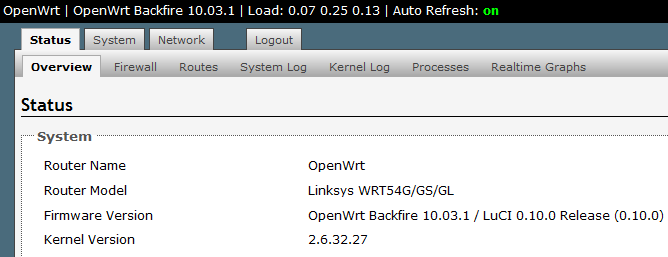 OpenWrt | OpenWrt Backfire 10.03.1 | Load: 0.07 0.25 0.13 | Auto Refresh: on
Status System Network Logout
Overview Firewall Routes System Log Kernel Log Processes Realtime Graphs
Status
System
Router Name OpenWrt
Router Model Linksys WRT54G/GS/GL
Firmware Version OpenWrt Backfire 10.03.1 / LuCI 0.10.0 Release (0.10.0)
Kernel Version 2.6.32.27